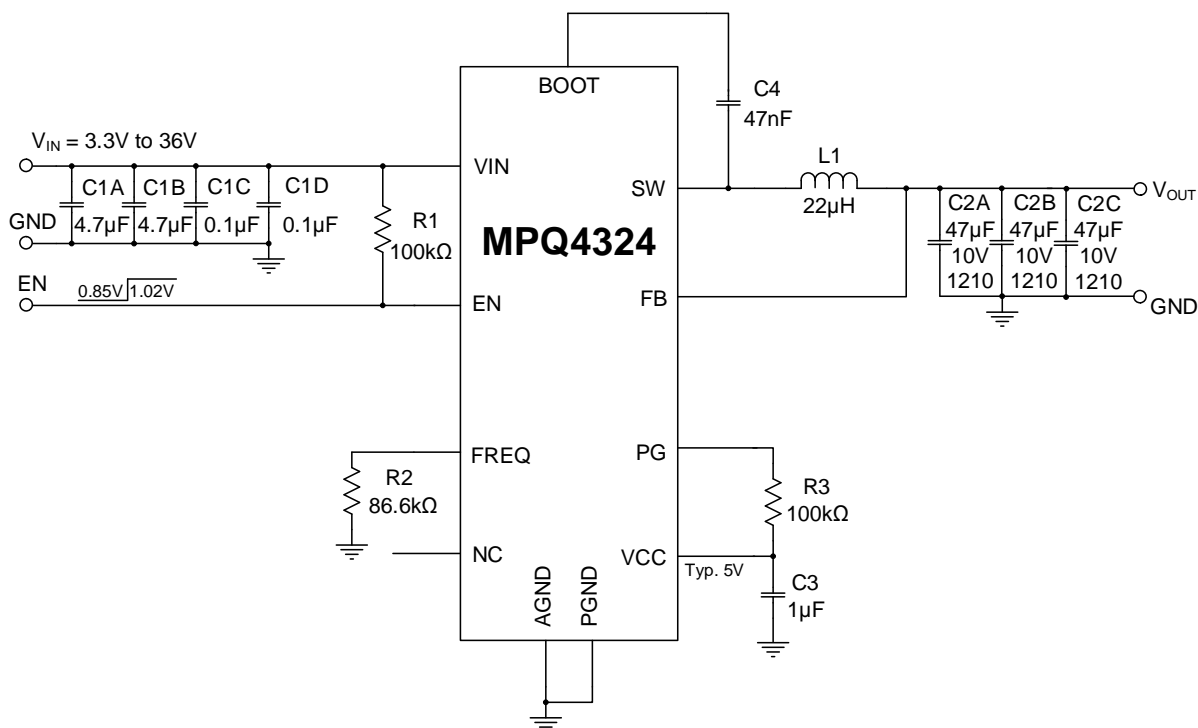 BOOT
C4
47nF
V_IN = 3.3V to 36V
VIN
C1A
C1B
C1C
C1D
4.7µF
4.7µF
0.1µF
0.1µF
GND
R1
100kΩ
MPQ4324
SW
L1
22µH
V_OUT
C2A
47µF
10V
1210
C2B
47µF
10V
1210
C2C
47µF
10V
1210
GND
EN
0.85V
1.02V
EN
FB
FREQ
R2
86.6kΩ
NC
PG
R3
100kΩ
VCC
Typ. 5V
C3
1µF
AGND
PGND